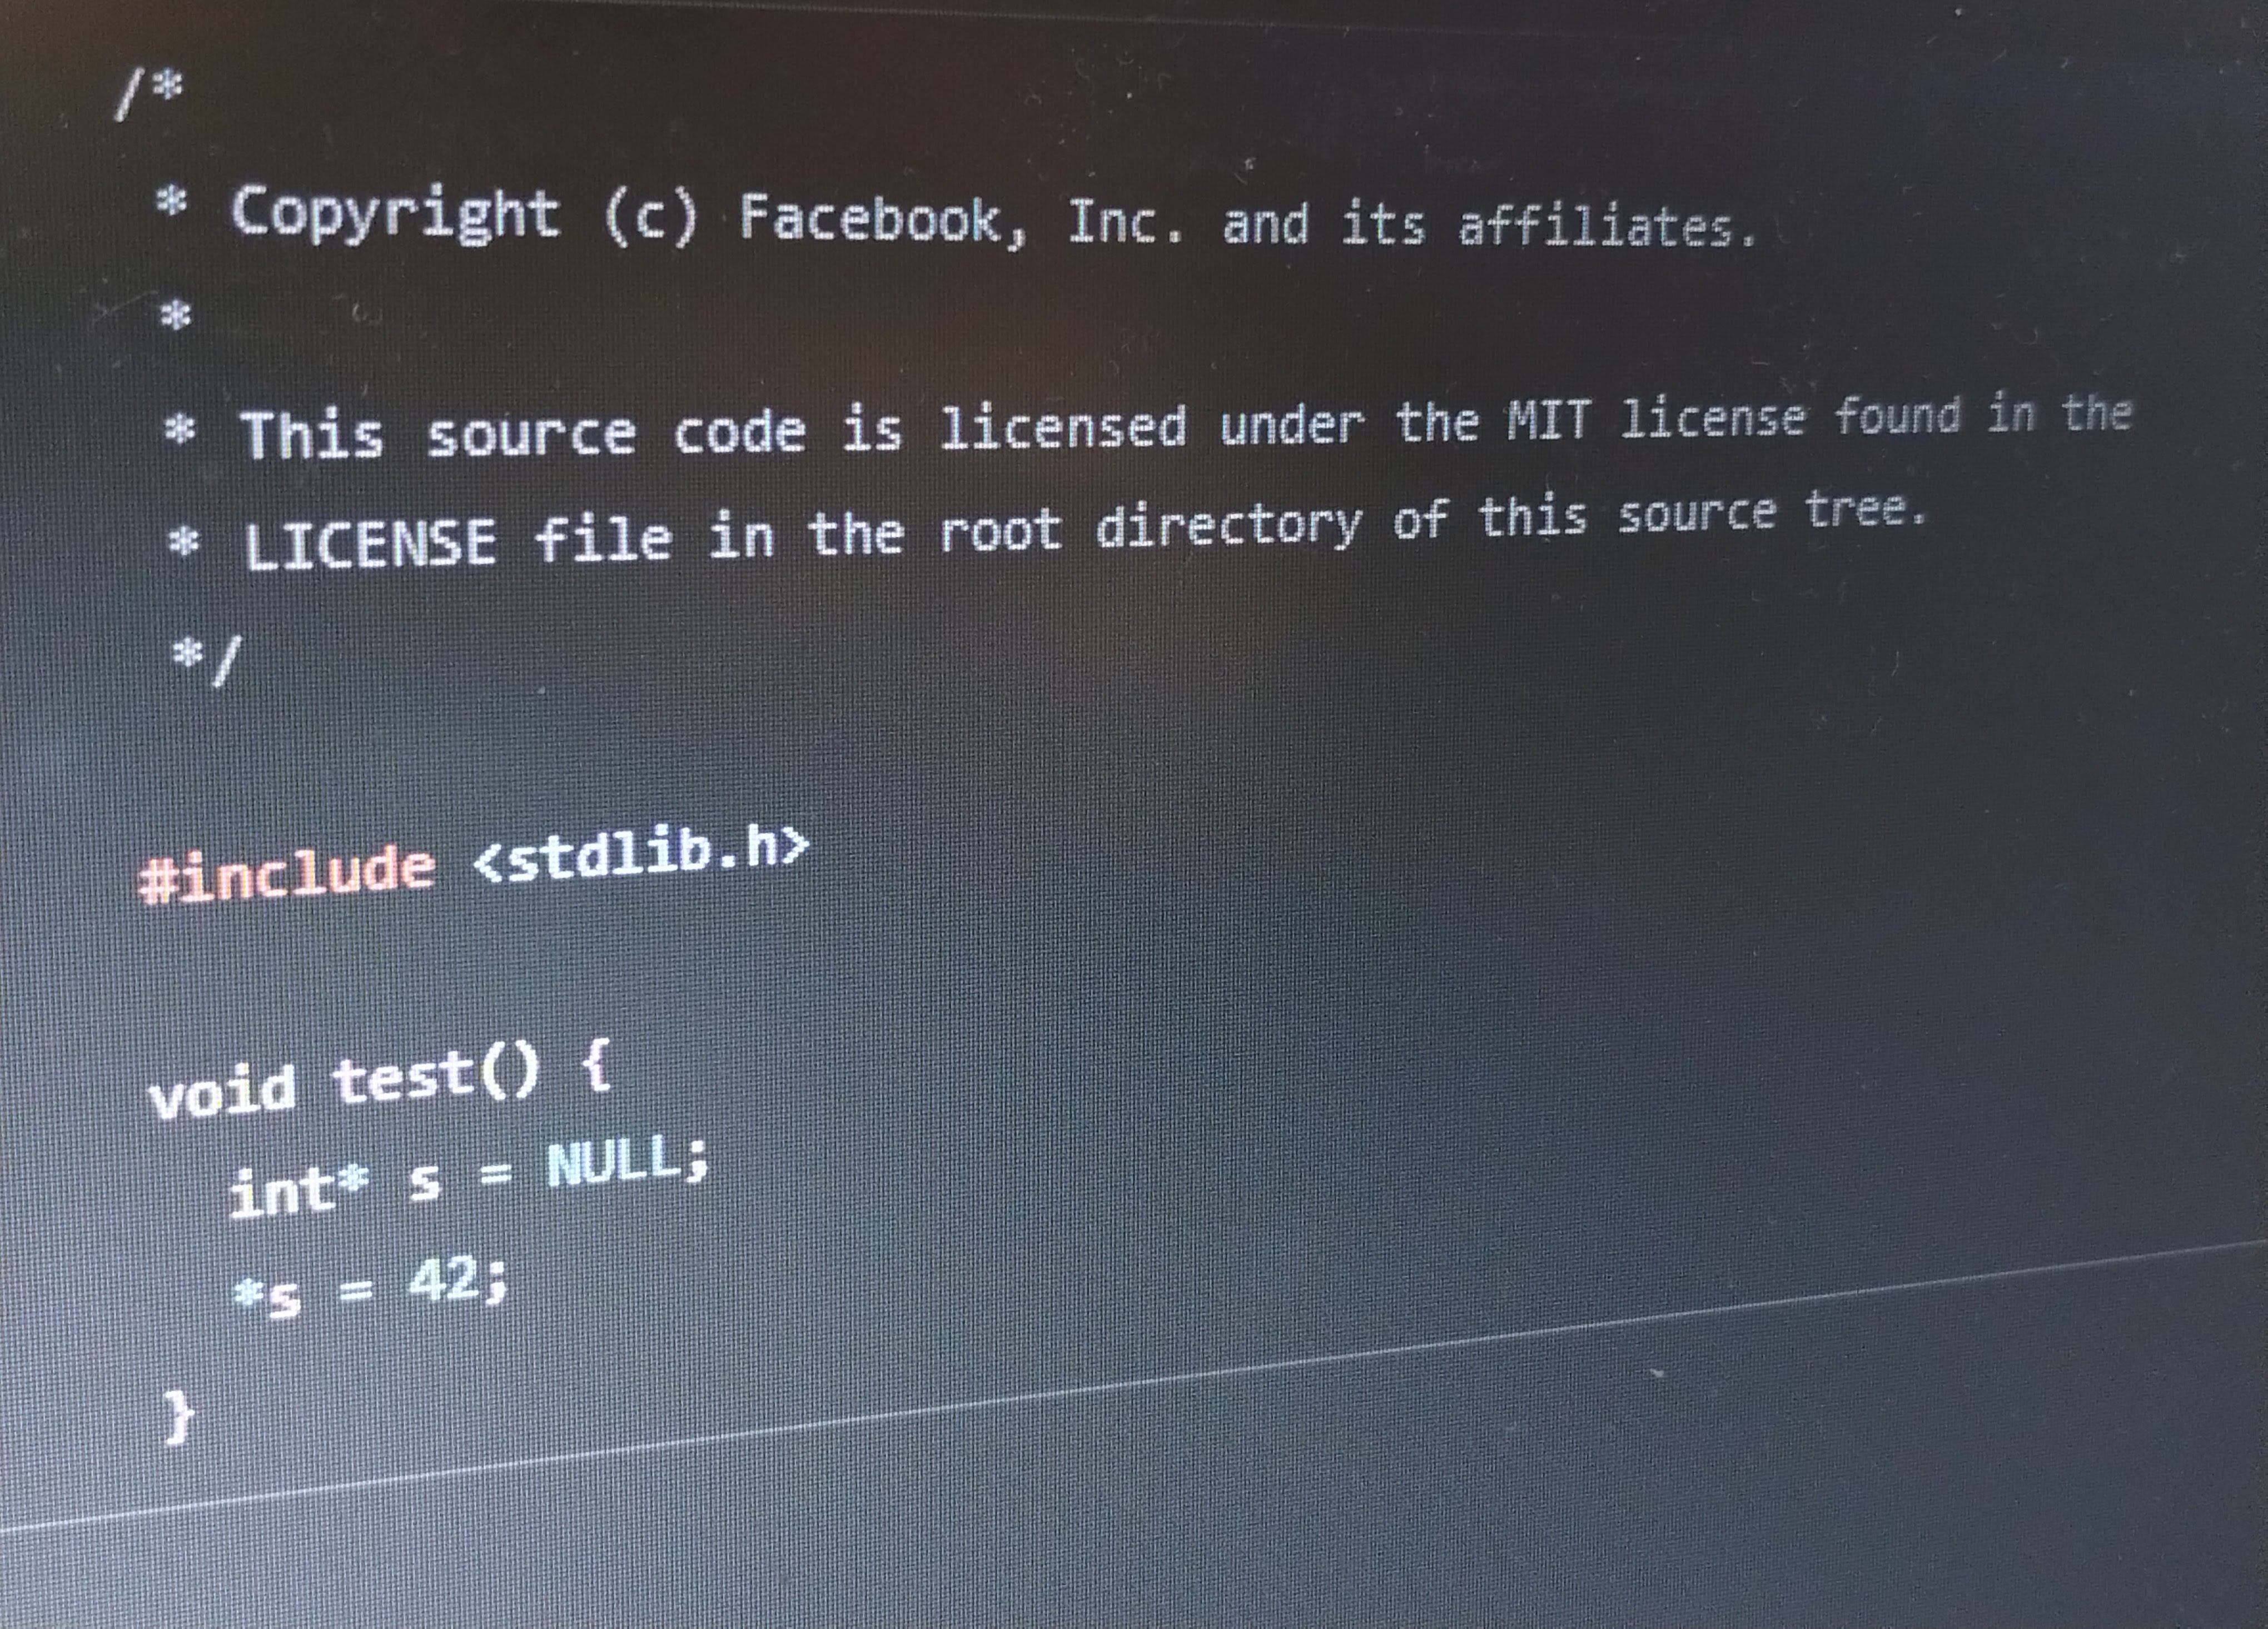 /*
 * Copyright (c) Facebook, Inc. and its affiliates.
 *
 * This source code is licensed under the MIT license found in the
 * LICENSE file in the root directory of this source tree.
 */

#include <stdlib.h>

void test() {
  int* s = NULL;
  *s = 42;
}